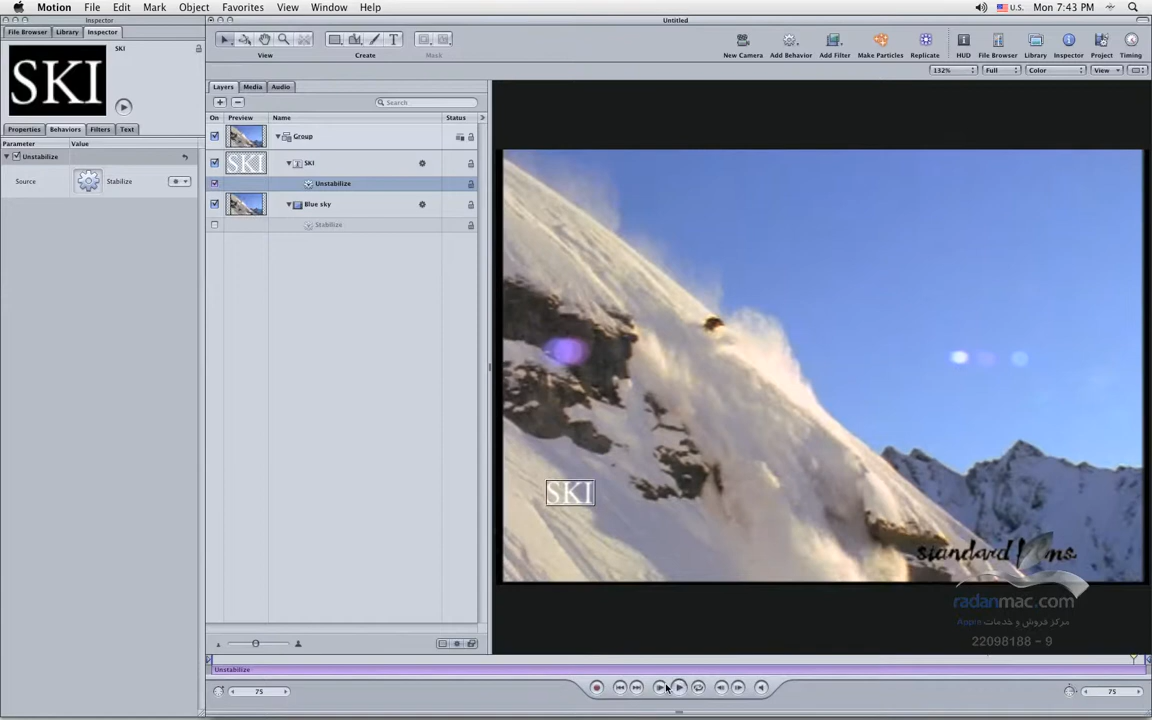 Motion File Edit Mark Object Favorites View Window Help
U.S. Mon 7:43 PM
Inspector
Untitled
File Browser Library Inspector
SKI
SKI
View
Create
Mask
New Camera Add Behavior Add Filter Make Particles Replicate HUD File Browser Library Inspector Project Timing
132% Full Color View
Layers Media Audio
Search
Properties Behaviors Filters Text
On Preview Name Status
Parameter Value
Group
Unstabilize
SKI SKI
Source Stabilize
Unstabilize
Blue sky
Stabilize
SKI
standard
radanmac.com
مرکز فروش و خدمات Apple
22098188 - 9
Unstabilize
75
75